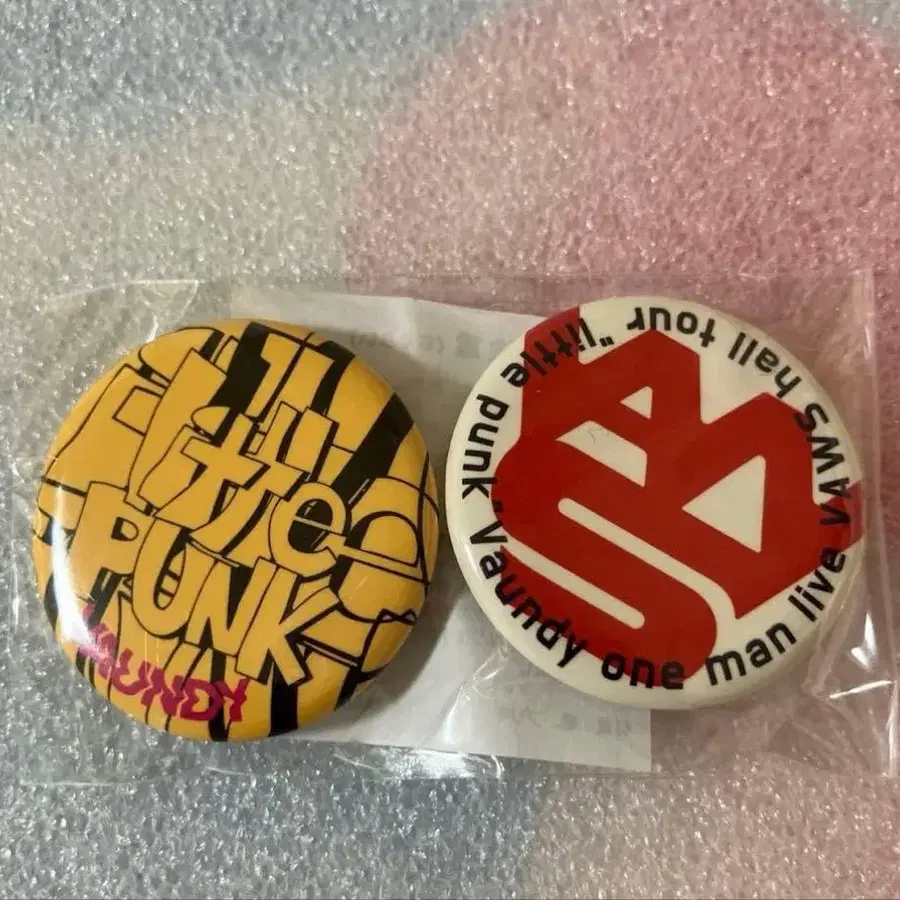 little
PUNK
VAUNDY
Vaundy one man live VAWS hall tour "little punk"